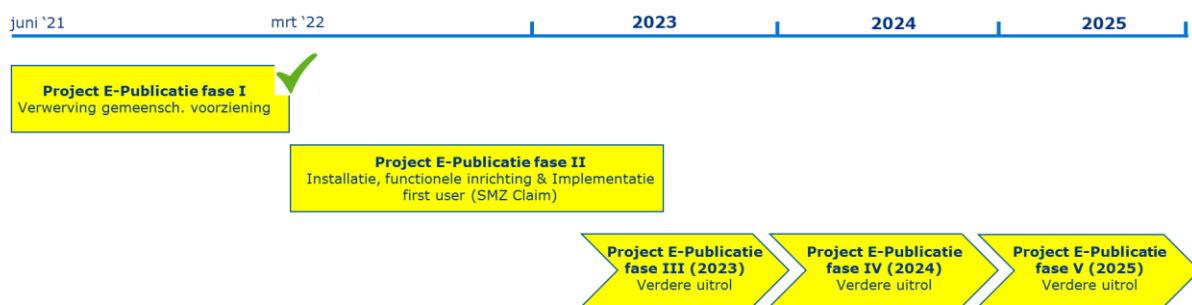 juni ‘21
mrt ‘22
2023
2024
2025
Project E-Publicatie fase I
Verwerving gemeensch. voorziening
Project E-Publicatie fase II
Installatie, functionele inrichting & Implementatie
first user (SMZ Claim)
Project E-Publicatie
fase III (2023)
Verdere uitrol
Project E-Publicatie
fase IV (2024)
Verdere uitrol
Project E-Publicatie
fase V (2025)
Verdere uitrol